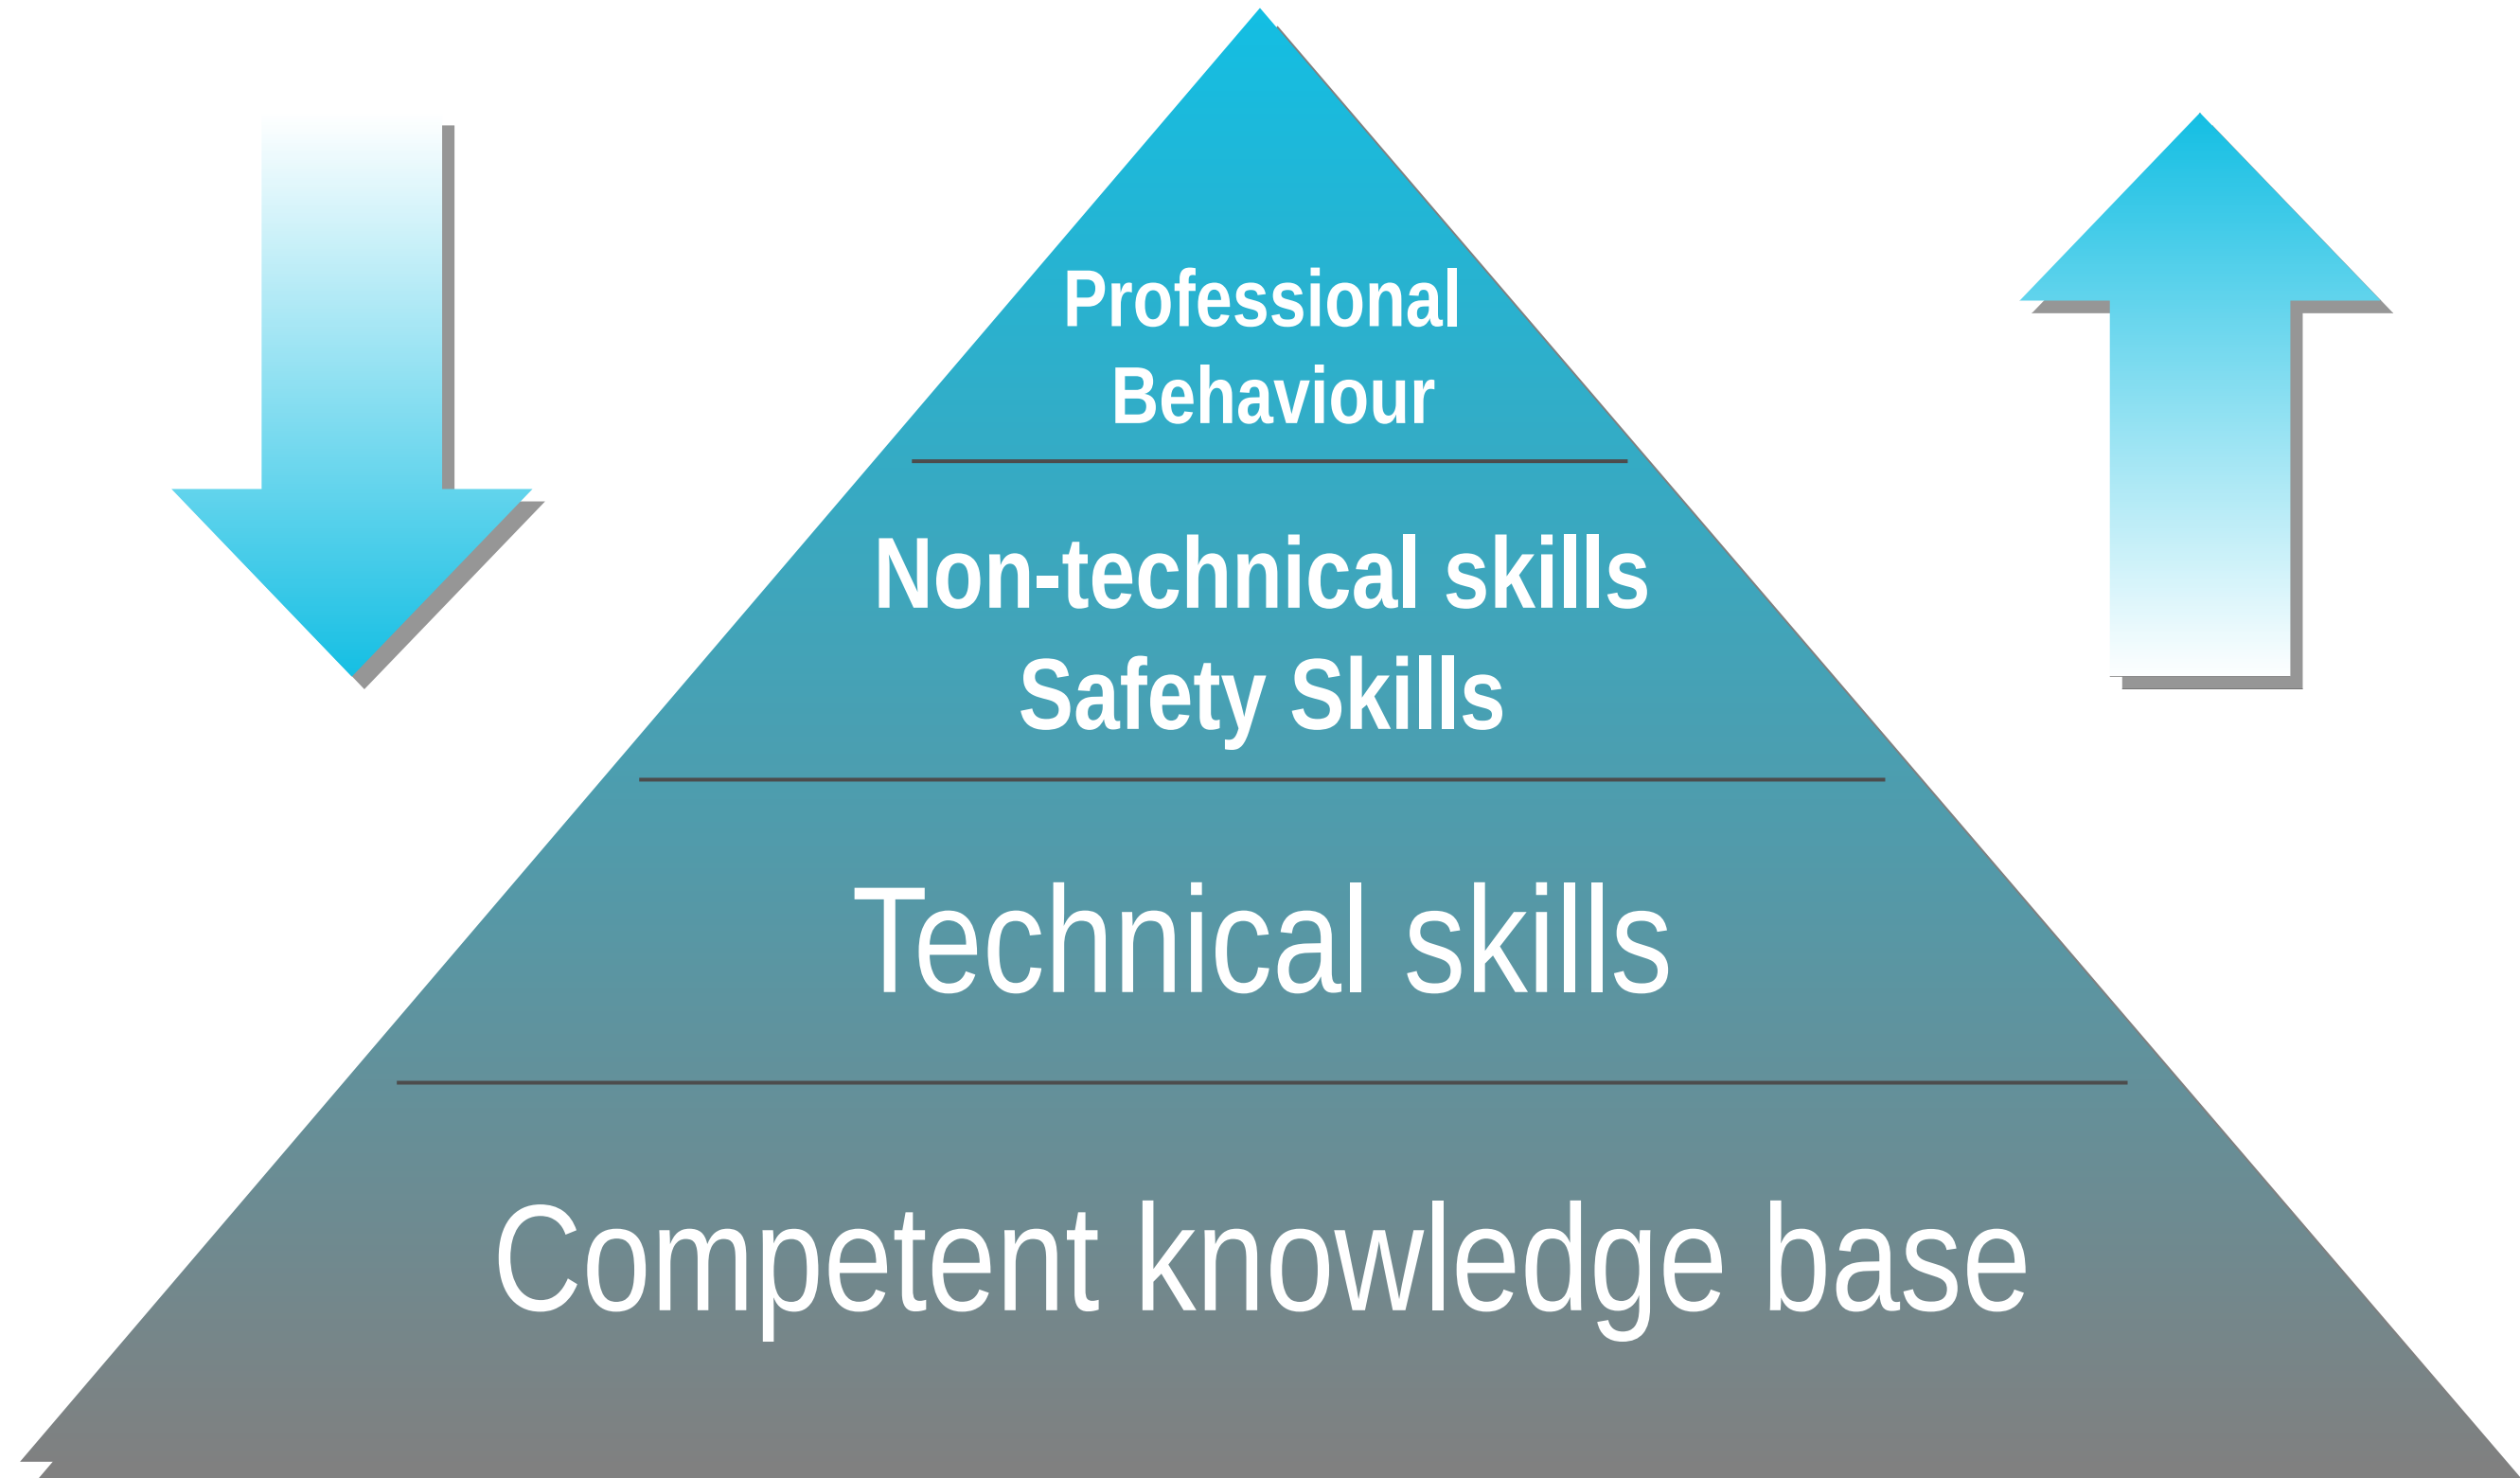 Professional
Behaviour
Non-technical skills
Safety Skills
Technical skills
Competent knowledge base